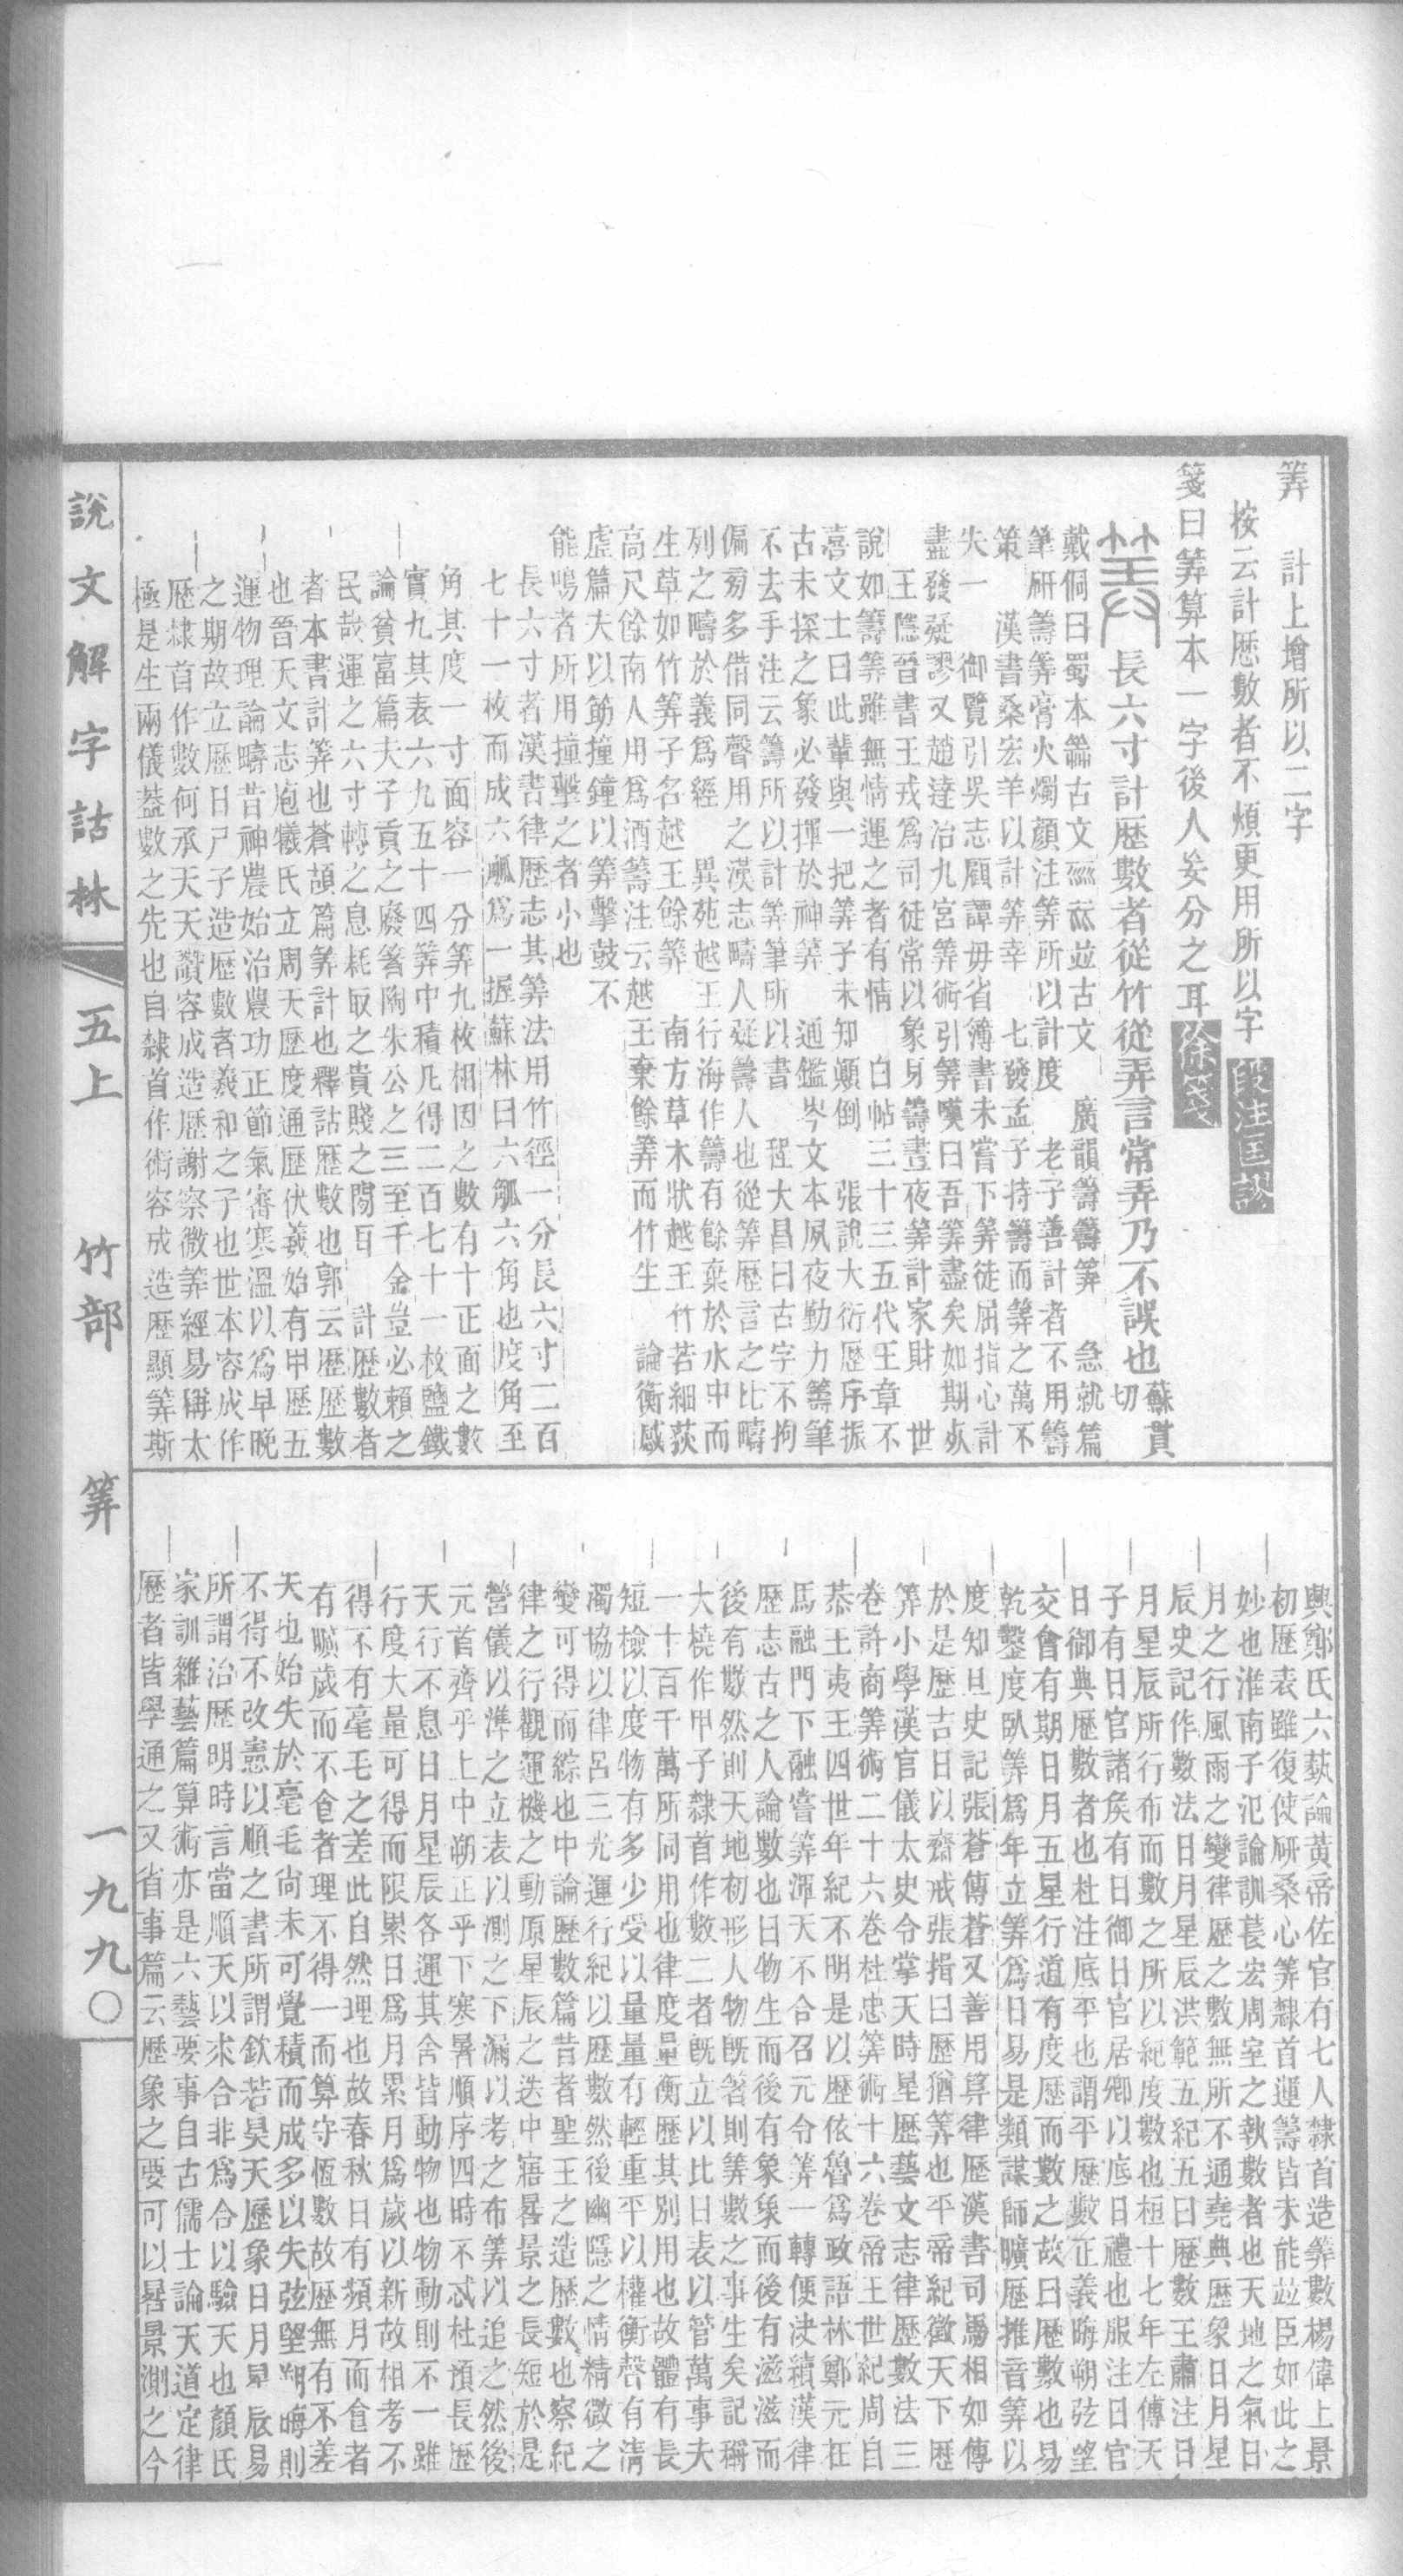 筭　計上增所以二字
按云計歷數者不煩更用所以字段注匡謬
箋曰筭算本一字後人妄分之耳徐箋
筭長六寸計歷數者從竹從弄言常弄乃不誤也蘇貫切
戴侗曰蜀本筭古文　並古文　廣韻籌籌筭　急就篇
筆研籌筭膏火燭顏注筭所以計度　老子善計者不用籌
策　漢書桑宏羊以計筭幸　七發孟子持籌而筭之萬不
失一　御覽引吳志顧譚毋省簿書未嘗下筭徒屈指心計
盡發疑謬又趙達治九宮筭術引筭嘆曰吾筭盡矣如期　世
王隱晉書王戎爲司徒常以象身籌晝夜筭計家財
說如籌筭雖無情運之者有情　白帖三十三五代王章不
喜文士曰此輩與一把筭子未知顛倒　張說大衍歷序振
古未探之象必發揮於神筭　通鑑岑文本夙夜勤力籌筆
不去手注云籌所以計筭筆所以書　程大昌曰古字不拘
偏旁多借同聲用之漢志疇人疑籌人也從筭歷言之比疇
列之疇於義爲經　異苑越王行海作籌有餘棄於水中而
生草如竹筭子名越王餘筭　南方草木狀越王竹若細荻
高尺餘南人用爲酒籌注云越王棄餘筭而竹生　論衡感
虛篇夫以筯撞鐘以筭擊鼓不
能鳴者所用撞擊之者小也
長六寸者漢書律歷志其筭法用竹徑一分長六寸二百
七十一枚而成六觚爲一握蘇林曰六觚六角也度角至
角其度一寸面容一分筭九枚相因之數有十正面之數
實九其表六九五十四筭中積凡得二百七十一枚鹽鐵
論貧富篇夫子貢之廢箸陶朱公之三至千金豈必賴之
民哉運之六寸轉之息耗取之貴賤之間　計歷數者
者本書計筭也蒼頡篇筭計也釋詁歷數也郭云歷歷數
也晉天文志庖犧氏立周天歷度通歷伏羲始有甲歷五
運物理論疇昔神農始治農功正節氣審寒溫以爲早晚
之期故立歷日尸子造歷數者羲和之子也世本容成作
歷隸首作數何承天天讚容成造歷謝察微筭經易稱太
極是生兩儀蓋數之先也自隸首作術容成造歷顯筭斯
興鄭氏六蓺論黃帝佐官有七人隸首造筭數楊偉上景
初歷表雖復使研桑心筭隸首運籌皆未能並臣如此之
妙也淮南子氾論訓萇宏周室之執數者也天地之氣日
月之行風雨之變律歷之數無所不通堯典歷象日月星
辰史記作數法日月星辰洪範五紀五曰歷數王肅注日
月星辰所行布而數之所以紀度數也桓十七年左傳天
子有日官諸侯有日御日官居卿以底日禮也服注日官
日御典歷數者也杜注底平也謂平歷數正義晦朔弦望
交會有期日月五星行道有度歷而數之故曰歷數也易
乾鑿度臥筭爲年立筭爲日易是類謀師曠歷推音筭以
度知旦史記張蒼傳蒼又善用算律歷漢書司馬相如傳
於是歷吉日以齋戒張指曰歷猶筭也平帝紀徵天下歷
筭小學漢官儀太史令掌天時星歷藝文志律歷數法三
卷許商筭術二十六卷杜忠筭術十六卷帝王世紀周自
恭王夷王四世年紀不明是以歷依魯爲政語林鄭元在
馬融門下融嘗筭渾天不合召元令筭一轉便決續漢律
歷志古之人論數也曰物生而後有象象而後有滋滋而
後有數然則天地初形人物既箸則筭數之事生矣記稱
大橈作甲子隸首作數二者既立以比日表以管萬事夫
一十百千萬所同用也律度量衡歷其別用也故體有長
短檢以度物有多少受以量量有輕重平以權衡聲有清
濁協以律呂三光運行紀以歷數然後幽隱之情精微之
變可得而綜也中論歷數篇昔者聖王之造歷數也察紀
律之行觀運機之動原星辰之迭中寤晷景之長短於是
營儀以準之立表以測之下漏以考之布筭以追之然後
元首齊乎上中朔正乎下寒暑順序四時不忒杜預長歷
天行不息日月星辰各運其舍皆動物也物動則不一雖
行度大量可得而限累日爲月累月爲歲以新故相考不
得不有毫毛之差此自然理也故春秋日有頻月而食者
有曠歲而不食者理不得一而算守恆數故歷無有不差
失也始失於毫毛尚未可覺積而成多以失弦望朔晦則
不得不改憲以順之書所謂欽若昊天歷象日月星辰易
所謂治歷明時言當順天以求合非爲合以驗天也顏氏
家訓雜藝篇算術亦是六藝要事自古儒士論天道定律
歷者皆學通之又省事篇云歷象之要可以晷景測之今
說文解字詁林　五上　竹部　筭　一九九〇